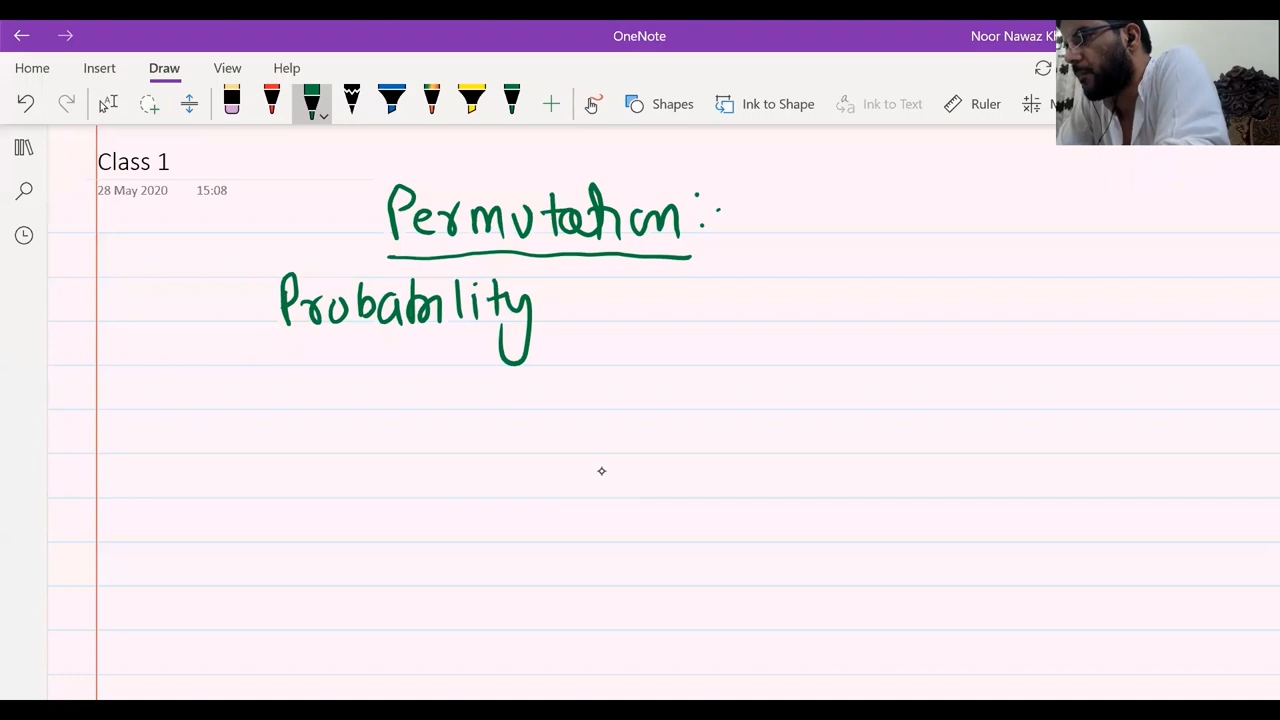 OneNote
Noor Nawaz Kh
Home Insert Draw View Help
Shapes Ink to Shape Ink to Text Ruler
Class 1
28 May 2020 15:08
Permutation:
Probability